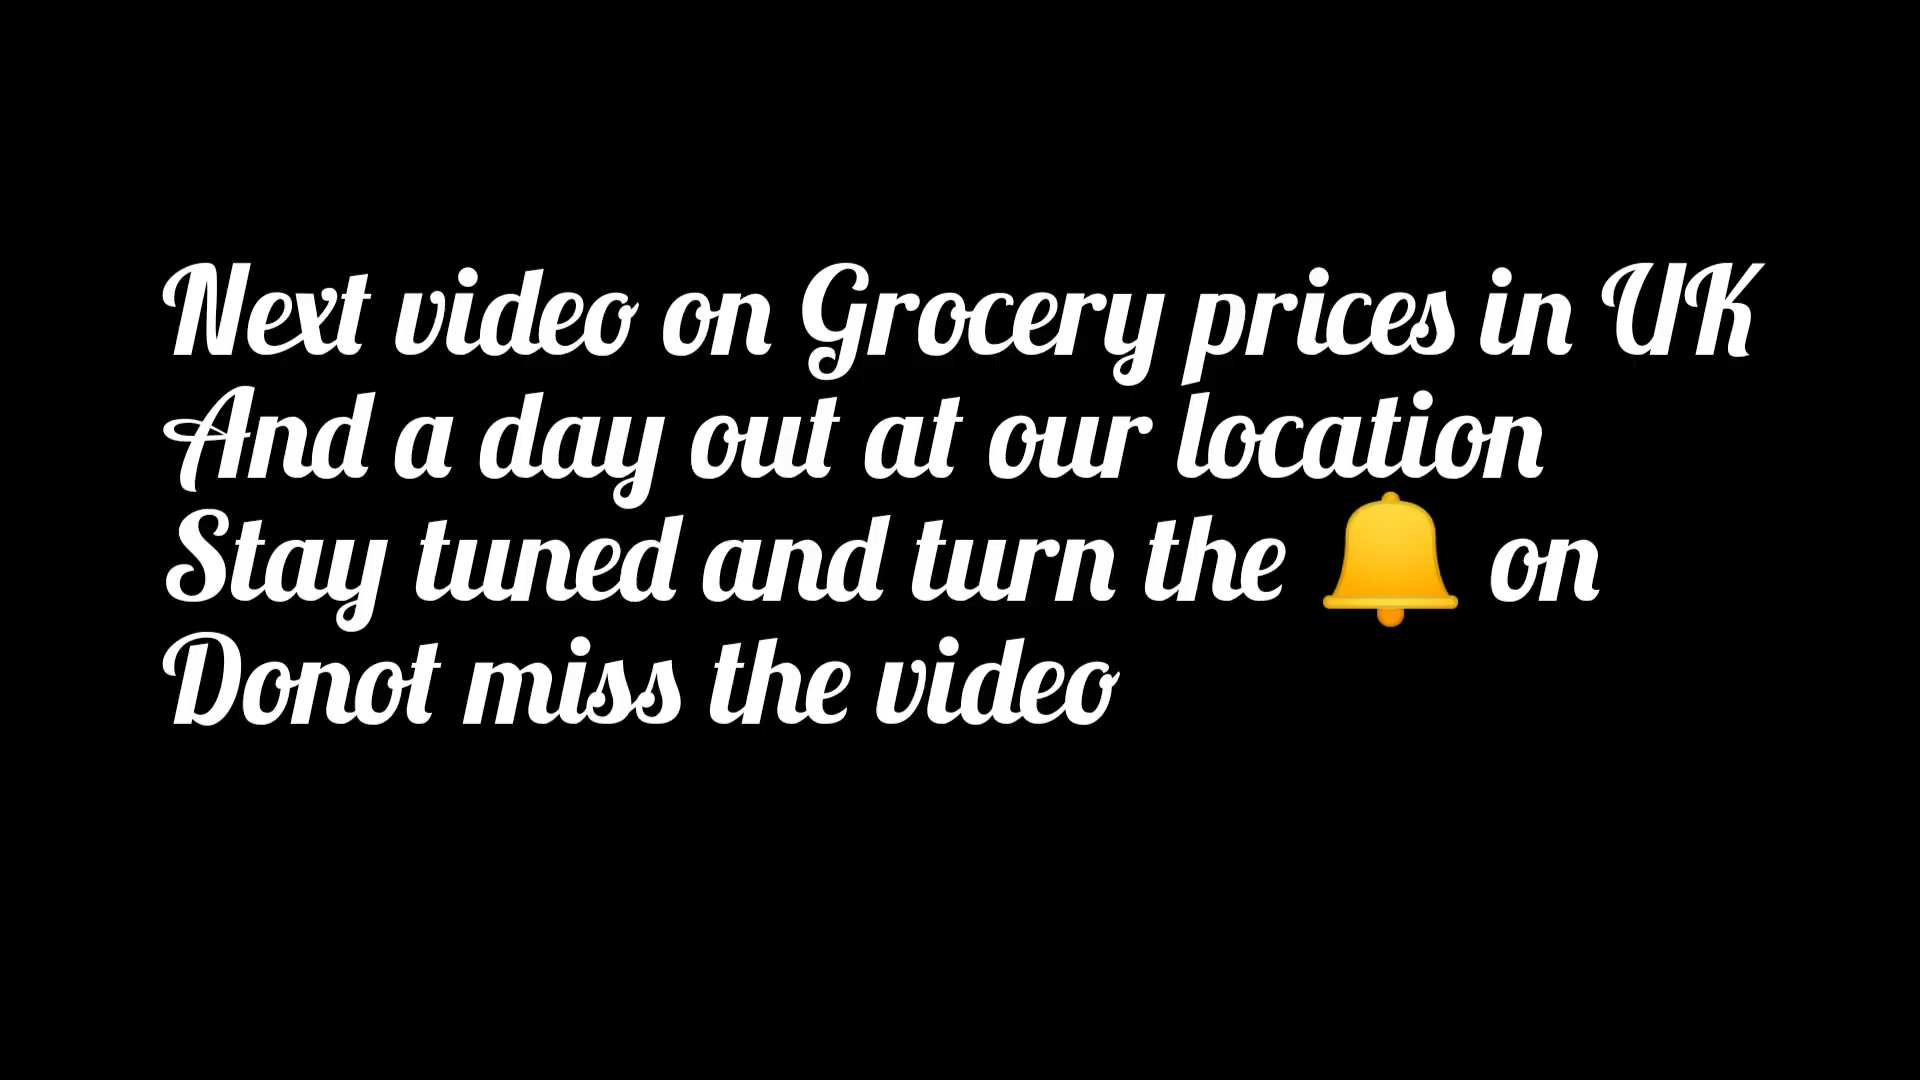 Next video on Grocery prices in UK
And a day out at our location
Stay tuned and turn the 🔔 on
Donot miss the video